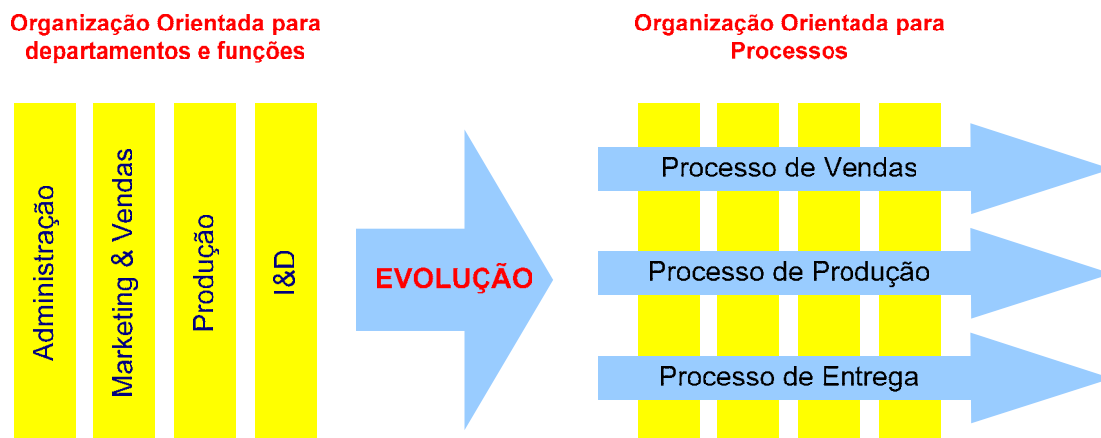 Organização Orientada para
departamentos e funções
Administração
Marketing & Vendas
Produção
I&D
EVOLUÇÃO
Organização Orientada para
Processos
Processo de Vendas
Processo de Produção
Processo de Entrega